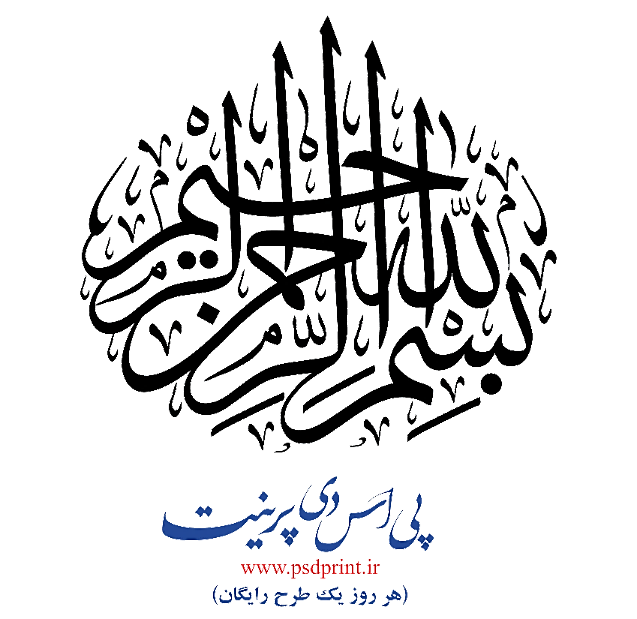 بسم الله الرحمن الرحیم
پی اس دی پرینت
www.psdprint.ir
(هر روز یک طرح رایگان)